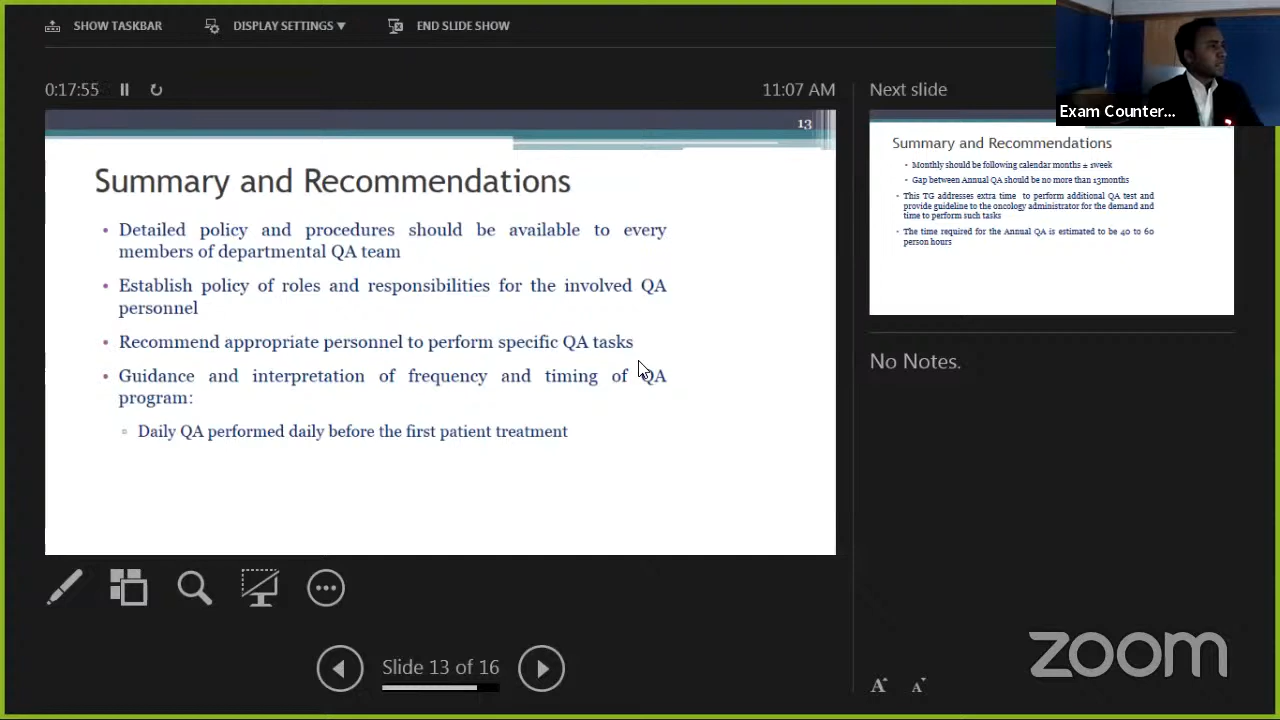 SHOW TASKBAR
DISPLAY SETTINGS ▼
END SLIDE SHOW
0:17:55
11:07 AM
13
Summary and Recommendations
• Detailed policy and procedures should be available to every
members of departmental QA team
• Establish policy of roles and responsibilities for the involved QA
personnel
• Recommend appropriate personnel to perform specific QA tasks
• Guidance and interpretation of frequency and timing of QA
program:
▫ Daily QA performed daily before the first patient treatment
Slide 13 of 16
Next slide
Exam Counter...
Summary and Recommendations
• Monthly should be following calendar months ± 1week
• Gap between Annual QA should be no more than 13months
• This TG addresses extra time to perform additional QA test and
provide guideline to the oncology administrator for the demand and
time to perform such tasks
• The time required for the Annual QA is estimated to be 40 to 60
person hours
No Notes.
A A
zoom